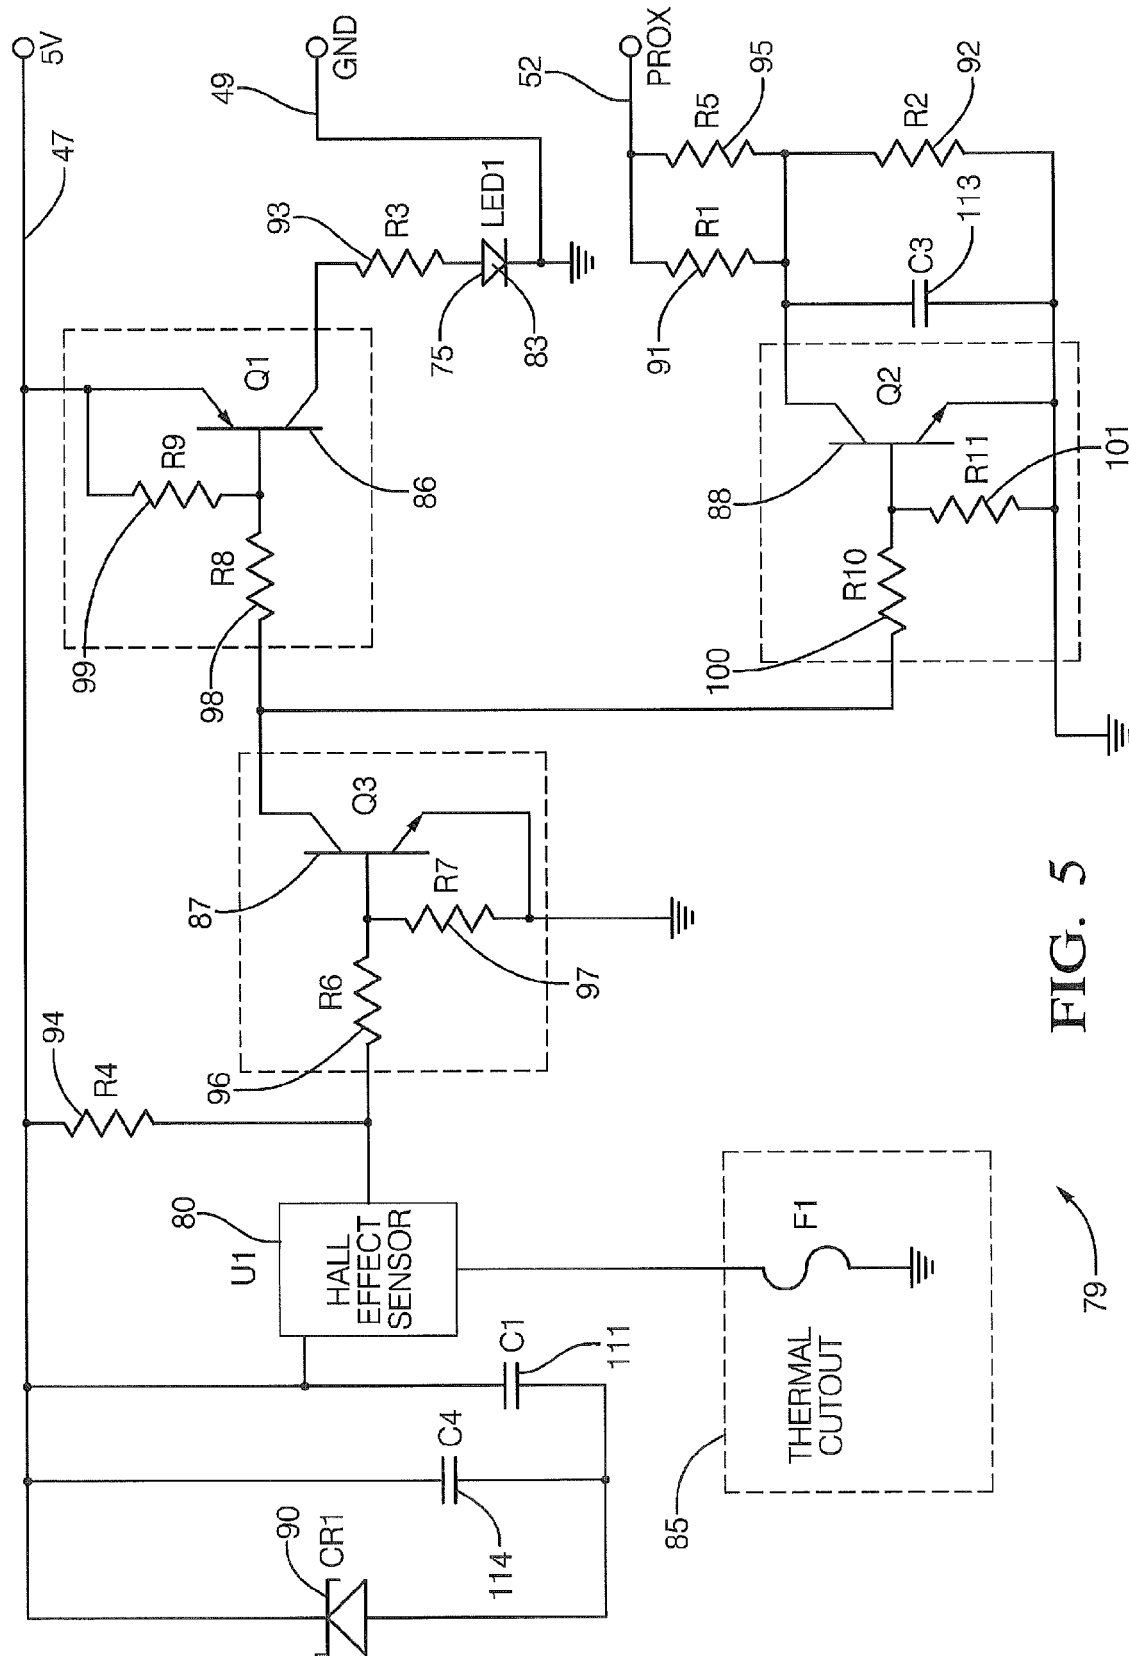 47
5V
94
R4
99
R9
Q1
R8
98
86
49
GND
93
R3
75
LED1
83
52
PROX
R5
95
R1
91
R2
92
C3
113
Q2
88
R10
100
R11
101
87
Q3
R6
96
R7
97
80
U1
HALL
EFFECT
SENSOR
C1
111
C4
114
90
CR1
85
THERMAL
CUTOUT
F1
79
FIG. 5